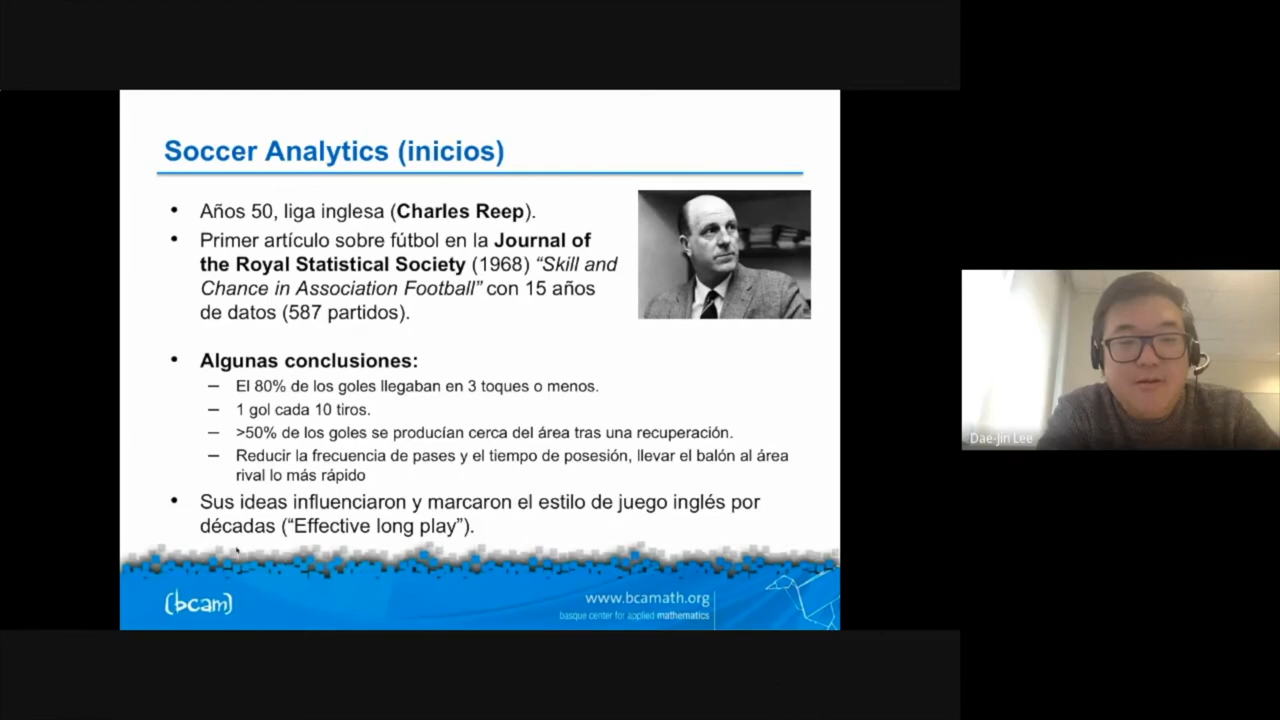 Soccer Analytics (inicios)
• Años 50, liga inglesa (Charles Reep).
• Primer artículo sobre fútbol en la Journal of
the Royal Statistical Society (1968) “Skill and
Chance in Association Football” con 15 años
de datos (587 partidos).
• Algunas conclusiones:
– El 80% de los goles llegaban en 3 toques o menos.
– 1 gol cada 10 tiros.
– >50% de los goles se producían cerca del área tras una recuperación.
– Reducir la frecuencia de pases y el tiempo de posesión, llevar el balón al área
rival lo más rápido
• Sus ideas influenciaron y marcaron el estilo de juego inglés por
décadas (“Effective long play”).
(bcam)
www.bcamath.org
basque center for applied mathematics
Dae-Jin Lee